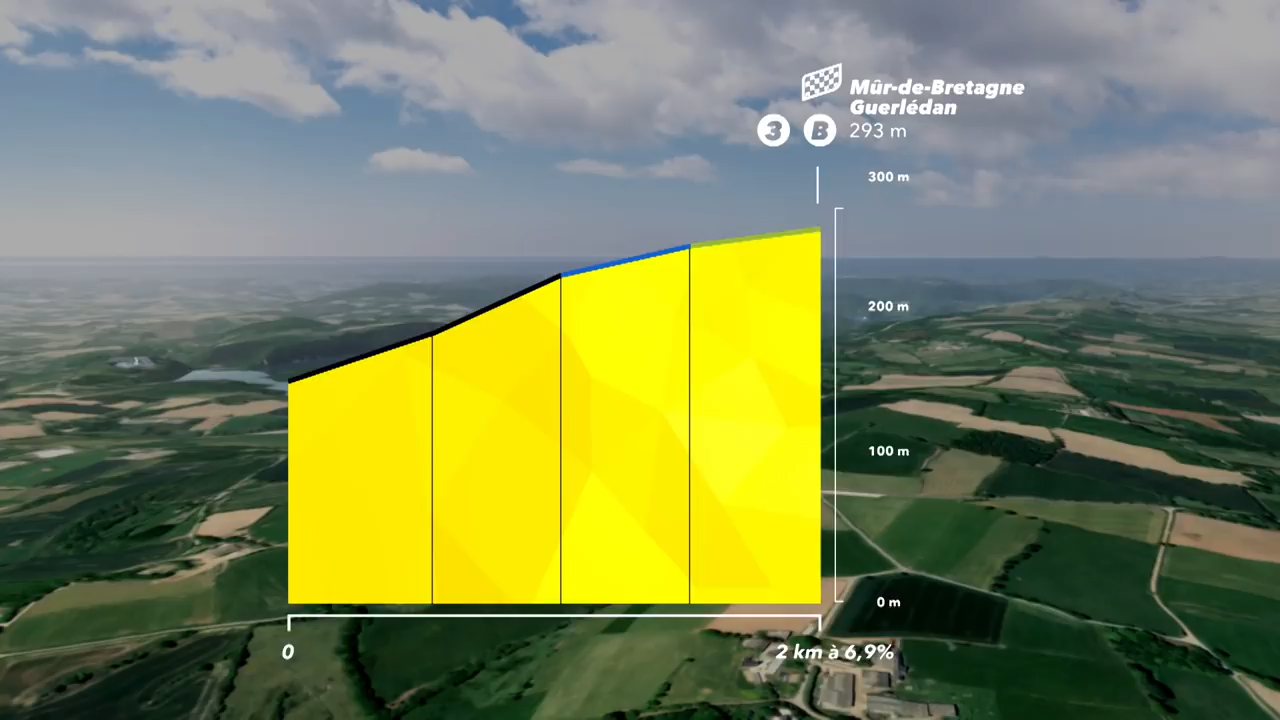 Mûr-de-Bretagne
Guerlédan
3 B 293 m
300 m
200 m
100 m
0 m
0 2 km à 6,9%